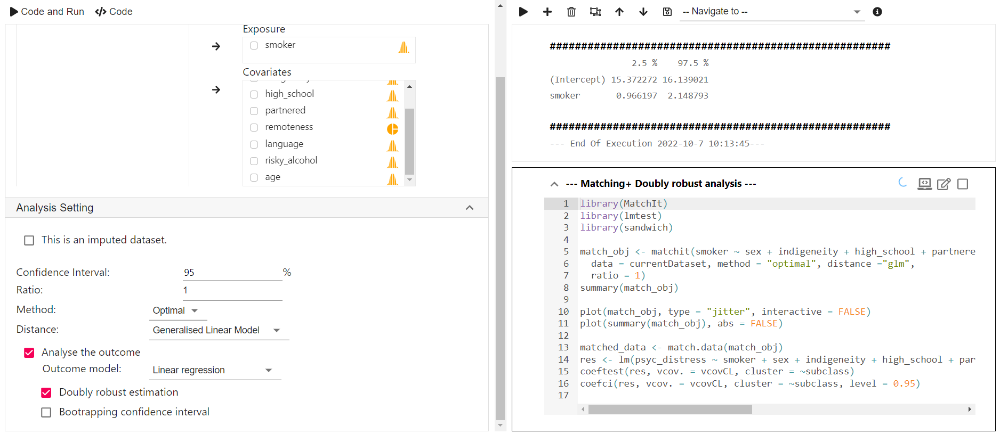 Code and Run </> Code
Exposure
smoker
Covariates
high_school
partnered
remoteness
language
risky_alcohol
age
Analysis Setting
This is an imputed dataset.
Confidence Interval: 95 %
Ratio: 1
Method: Optimal
Distance: Generalised Linear Model
Analyse the outcome
Outcome model: Linear regression
Doubly robust estimation
Bootrapping confidence interval
-- Navigate to --
######################################################
2.5 % 97.5 %
(Intercept) 15.372272 16.139021
smoker 0.966197 2.148793
######################################################
--- End Of Execution 2022-10-7 10:13:45---
--- Matching+ Doubly robust analysis ---
1 library(MatchIt)
2 library(lmtest)
3 library(sandwich)
4
5 match_obj <- matchit(smoker ~ sex + indigeneity + high_school + partnere
6 data = currentDataset, method = "optimal", distance ="glm",
7 ratio = 1)
8 summary(match_obj)
9
10 plot(match_obj, type = "jitter", interactive = FALSE)
11 plot(summary(match_obj), abs = FALSE)
12
13 matched_data <- match.data(match_obj)
14 res <- lm(psyc_distress ~ smoker + sex + indigeneity + high_school + par
15 coeftest(res, vcov. = vcovCL, cluster = ~subclass)
16 coefci(res, vcov. = vcovCL, cluster = ~subclass, level = 0.95)
17